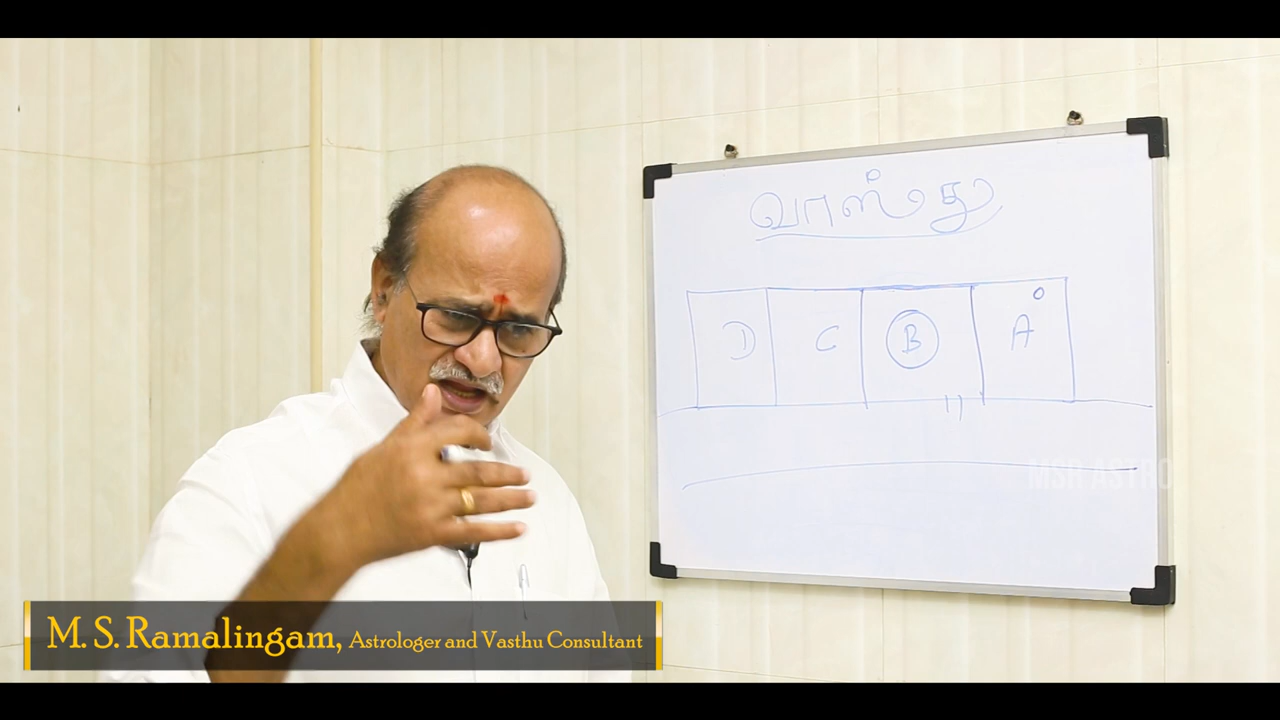 வாஸ்து
D C B A
MSR ASTRO
M. S. Ramalingam, Astrologer and Vasthu Consultant